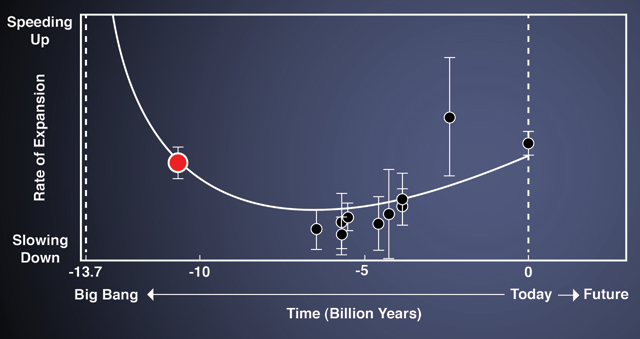 Speeding
Up
Rate of Expansion
Slowing
Down
-13.7
-10
-5
0
Big Bang
Today
Future
Time (Billion Years)